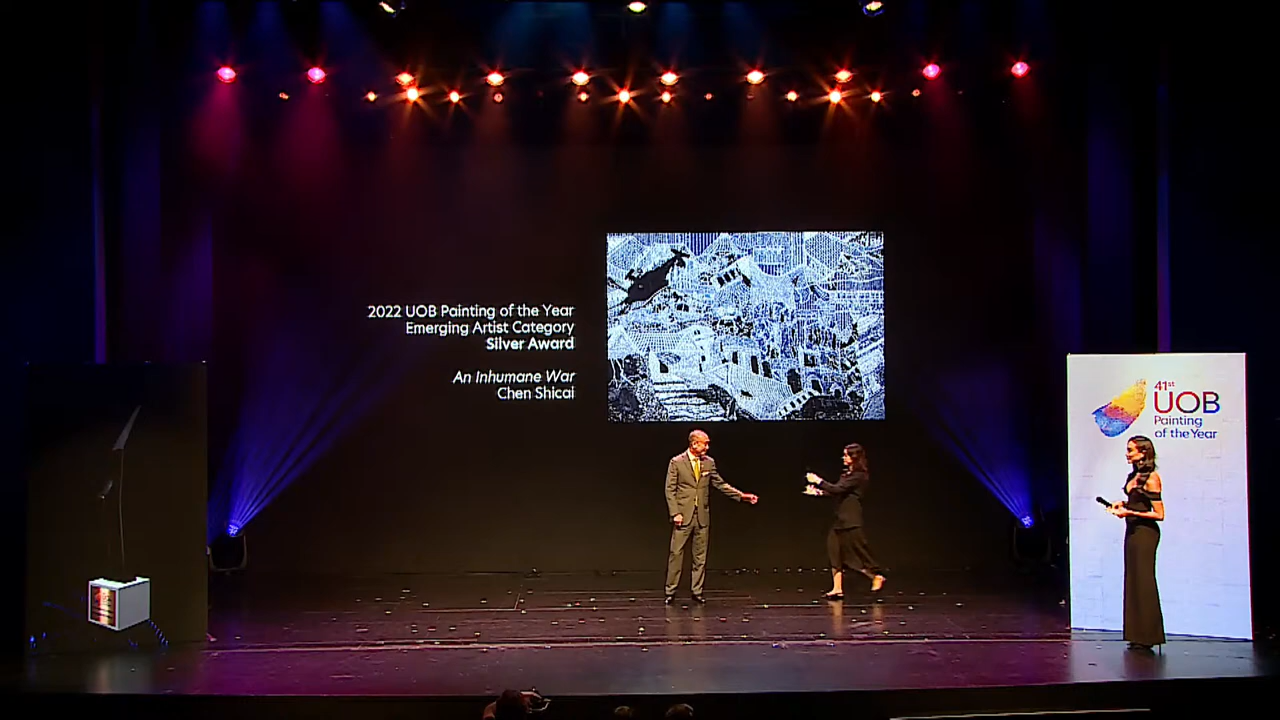 2022 UOB Painting of the Year
Emerging Artist Category
Silver Award
An Inhumane War
Chen Shicai
41st
UOB
Painting
of the Year